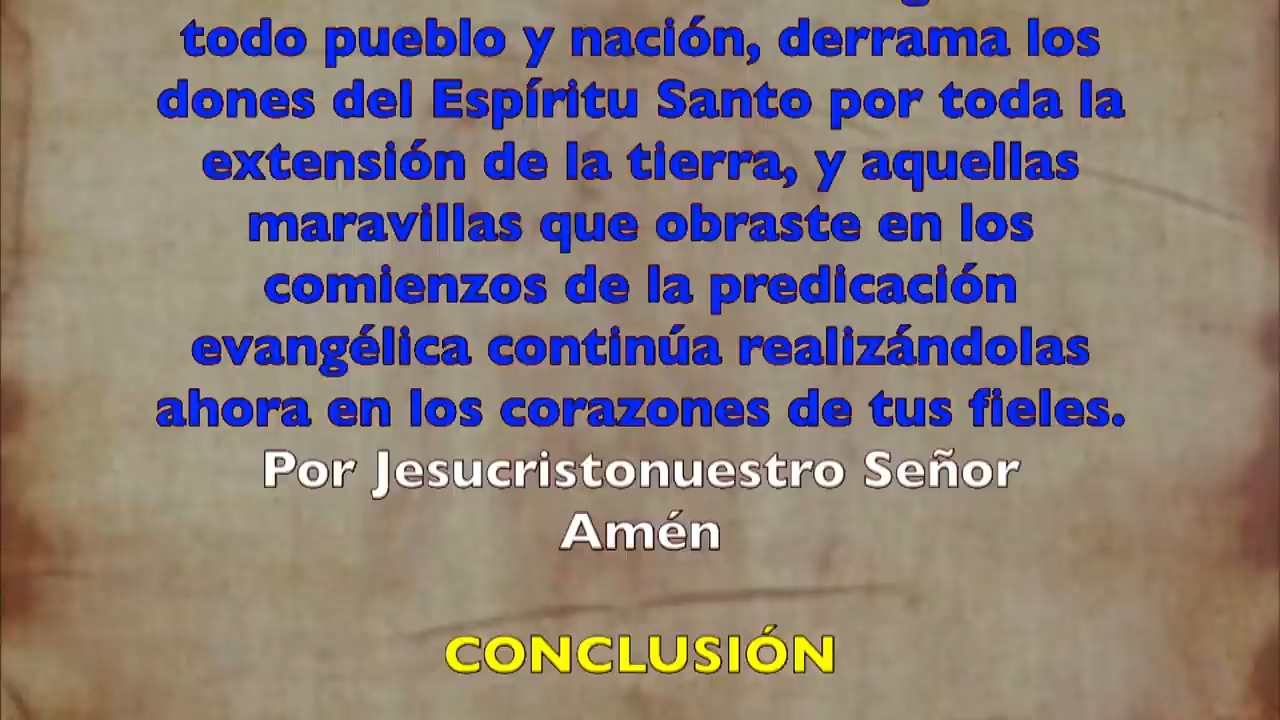 todo pueblo y nación, derrama los
dones del Espíritu Santo por toda la
extensión de la tierra, y aquellas
maravillas que obraste en los
comienzos de la predicación
evangélica continúa realizándolas
ahora en los corazones de tus fieles.
Por Jesucristonuestro Señor
Amén
CONCLUSIÓN